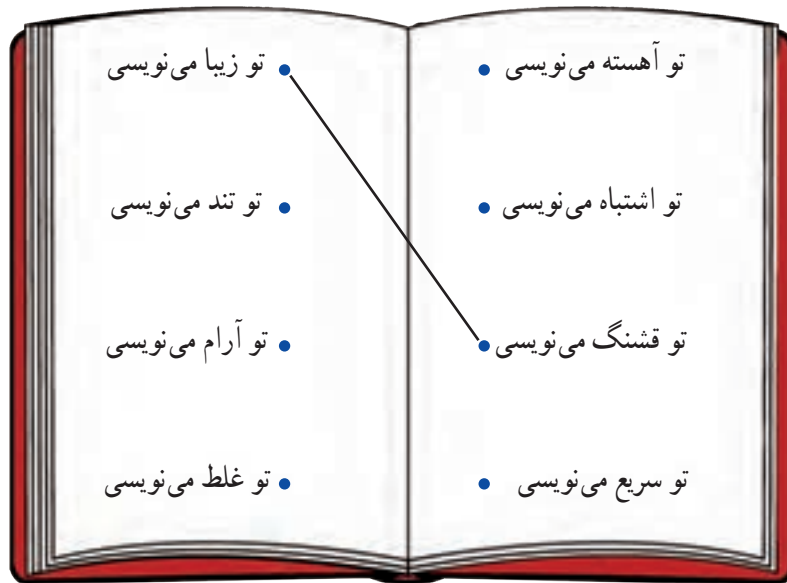 تو آهسته می‌نویسی
تو اشتباه می‌نویسی
تو قشنگ می‌نویسی
تو سریع می‌نویسی
تو زیبا می‌نویسی
تو تند می‌نویسی
تو آرام می‌نویسی
تو غلط می‌نویسی